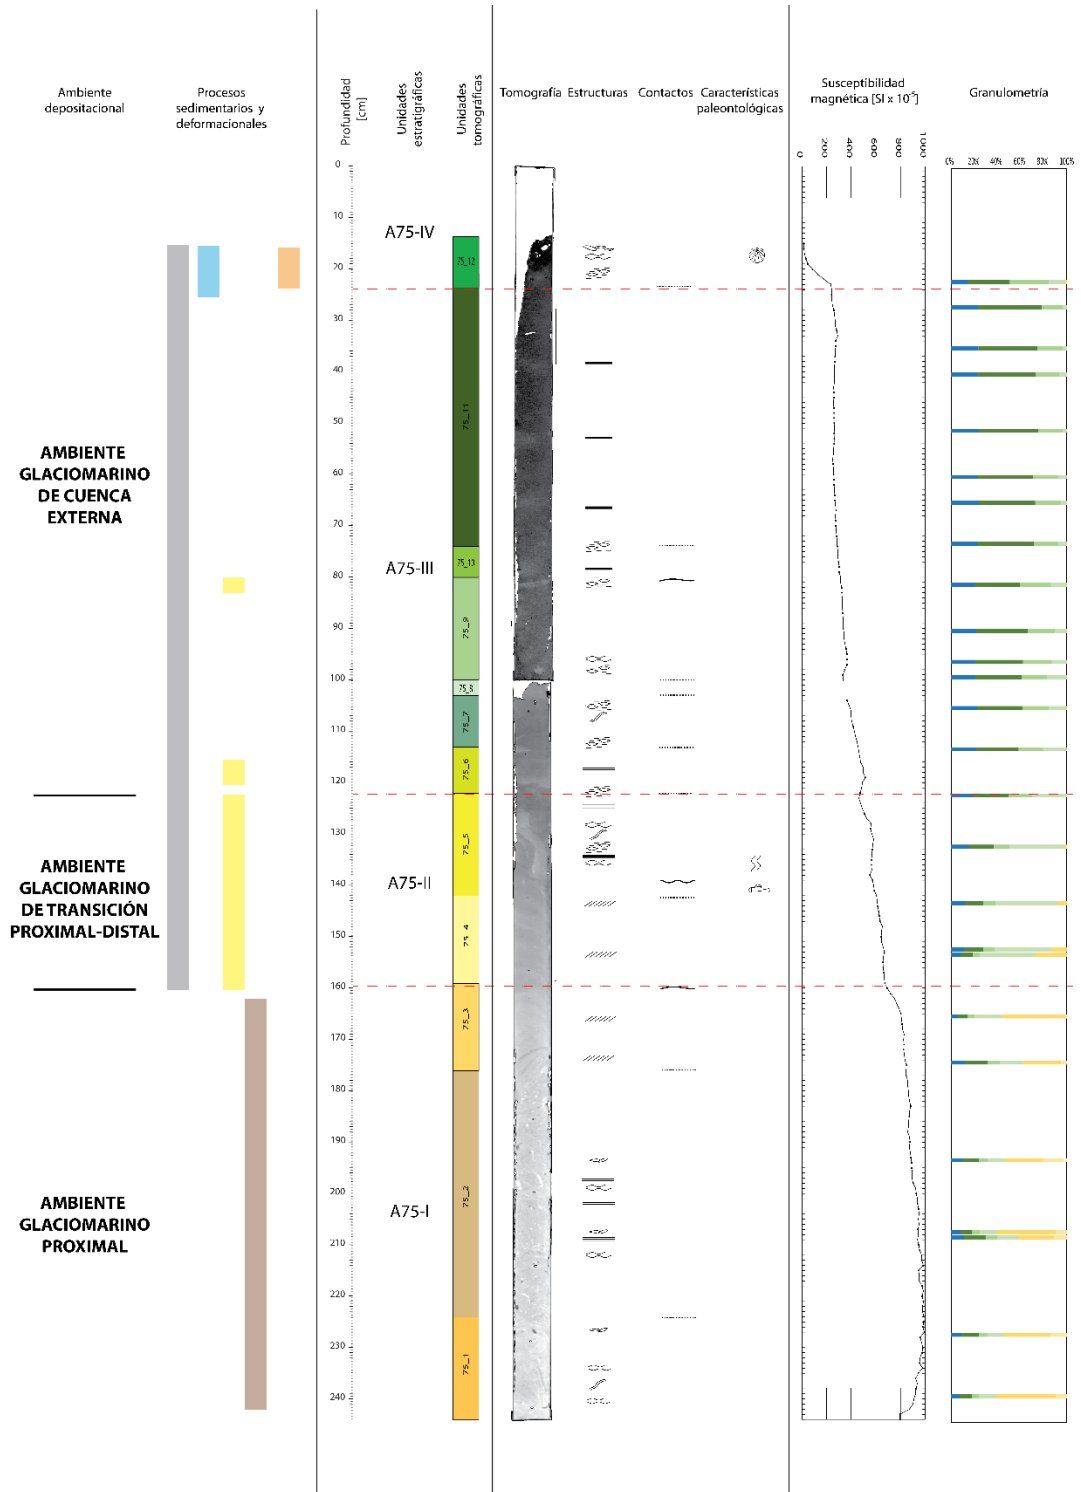 Ambiente
depositacional
Procesos
sedimentarios y
deformacionales
Profundidad
[cm]
Unidades
estratigráficas
Unidades
tomográficas
Tomografía
Estructuras
Contactos
Características
paleontológicas
Susceptibilidad
magnética [SI x 10⁻⁵]
Granulometría
0
200
400
600
800
1000
0%
20%
40%
60%
80%
100%
0
10
20
30
40
50
60
70
80
90
100
110
120
130
140
150
160
170
180
190
200
210
220
230
240
A75-IV
A75-III
A75-II
A75-I
75_12
75_11
75_10
75_9
75_8
75_7
75_6
75_5
75_4
75_3
75_2
75_1
AMBIENTE
GLACIOMARINO
DE CUENCA
EXTERNA
AMBIENTE
GLACIOMARINO
DE TRANSICIÓN
PROXIMAL-DISTAL
AMBIENTE
GLACIOMARINO
PROXIMAL